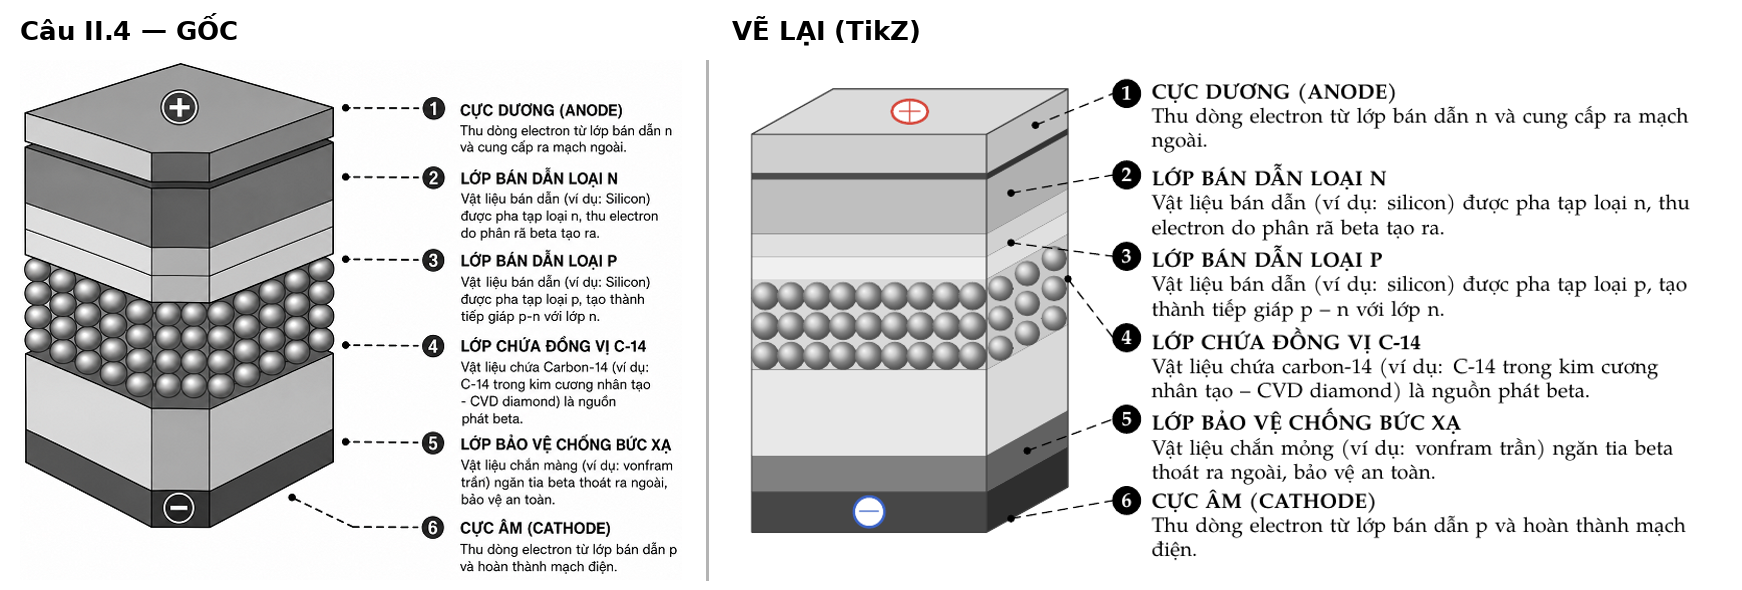 Câu II.4 — GỐC
+
1 CỰC DƯƠNG (ANODE)
Thu dòng electron từ lớp bán dẫn n
và cung cấp ra mạch ngoài.
2 LỚP BÁN DẪN LOẠI N
Vật liệu bán dẫn (ví dụ: Silicon)
được pha tạp loại n, thu electron
do phân rã beta tạo ra.
3 LỚP BÁN DẪN LOẠI P
Vật liệu bán dẫn (ví dụ: Silicon)
được pha tạp loại p, tạo thành
tiếp giáp p-n với lớp n.
4 LỚP CHỨA ĐỒNG VỊ C-14
Vật liệu chứa Carbon-14 (ví dụ:
C-14 trong kim cương nhân tạo
- CVD diamond) là nguồn
phát beta.
5 LỚP BẢO VỆ CHỐNG BỨC XẠ
Vật liệu chắn màng (ví dụ: vonfram
trần) ngăn tia beta thoát ra ngoài,
bảo vệ an toàn.
6 CỰC ÂM (CATHODE)
Thu dòng electron từ lớp bán dẫn p
và hoàn thành mạch điện.
−
VẼ LẠI (TikZ)
+
1 CỰC DƯƠNG (ANODE)
Thu dòng electron từ lớp bán dẫn n và cung cấp ra mạch
ngoài.
2 LỚP BÁN DẪN LOẠI N
Vật liệu bán dẫn (ví dụ: silicon) được pha tạp loại n, thu
electron do phân rã beta tạo ra.
3 LỚP BÁN DẪN LOẠI P
Vật liệu bán dẫn (ví dụ: silicon) được pha tạp loại p, tạo
thành tiếp giáp p – n với lớp n.
4 LỚP CHỨA ĐỒNG VỊ C-14
Vật liệu chứa carbon-14 (ví dụ: C-14 trong kim cương
nhân tạo – CVD diamond) là nguồn phát beta.
5 LỚP BẢO VỆ CHỐNG BỨC XẠ
Vật liệu chắn mỏng (ví dụ: vonfram trần) ngăn tia beta
thoát ra ngoài, bảo vệ an toàn.
6 CỰC ÂM (CATHODE)
Thu dòng electron từ lớp bán dẫn p và hoàn thành mạch
điện.
−